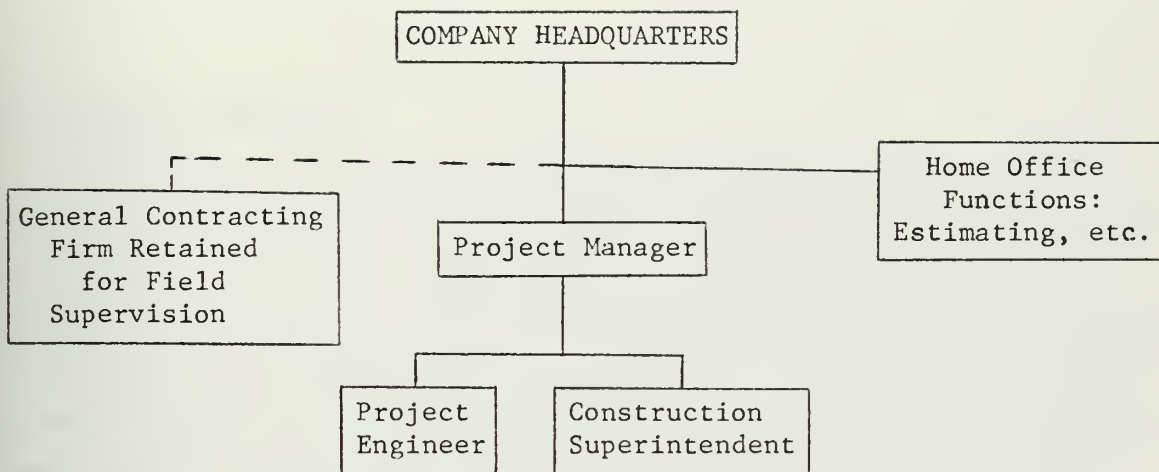 COMPANY HEADQUARTERS
General Contracting
Firm Retained
for Field
Supervision
Project Manager
Home Office
Functions:
Estimating, etc.
Project
Engineer
Construction
Superintendent